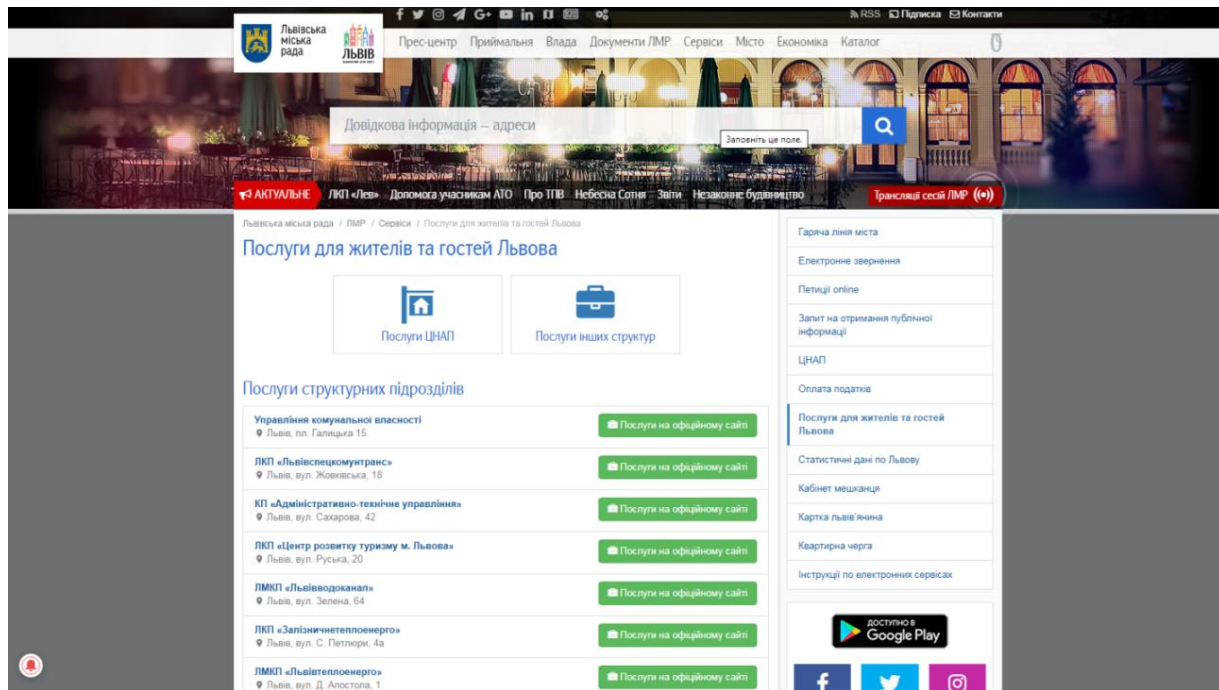 RSS Підписка Контакти
Львівська
міська
рада
ЛЬВІВ
Прес-центр Приймальня Влада Документи ЛМР Сервіси Місто Економіка Каталог
Довідкова інформація – адреси
Заповніть це поле.
АКТУАЛЬНЕ ЛКП «Лев» Допомога учасникам АТО Про ТПВ Небесна Сотня Звіти Незаконне будівництво Трансляції сесій ЛМР
Львівська міська рада / ЛМР / Сервіси / Послуги для жителів та гостей Львова
Послуги для жителів та гостей Львова
Послуги ЦНАП
Послуги інших структур
Послуги структурних підрозділів
Управління комунальної власності
Львів, пл. Галицька 15
Послуги на офіційному сайті
ЛКП «Львівспецкомунтранс»
Львів, вул. Жовківська, 18
Послуги на офіційному сайті
КП «Адміністративно-технічне управління»
Львів, вул. Сахарова, 42
Послуги на офіційному сайті
ЛКП «Центр розвитку туризму м. Львова»
Львів, вул. Руська, 20
Послуги на офіційному сайті
ЛМКП «Львівводоканал»
Львів, вул. Зелена, 64
Послуги на офіційному сайті
ЛКП «Залізничнетеплоенерго»
Львів, вул. С. Петлюри, 4а
Послуги на офіційному сайті
ЛМКП «Львівтеплоенерго»
Львів, вул. Д. Апостола, 1
Послуги на офіційному сайті
Гаряча лінія міста
Електронне звернення
Петиції online
Запит на отримання публічної
інформації
ЦНАП
Оплата податків
Послуги для жителів та гостей
Львова
Статистичні дані по Львову
Кабінет мешканця
Картка львів'янина
Квартирна черга
Інструкції по електронних сервісах
ДОСТУПНО В
Google Play